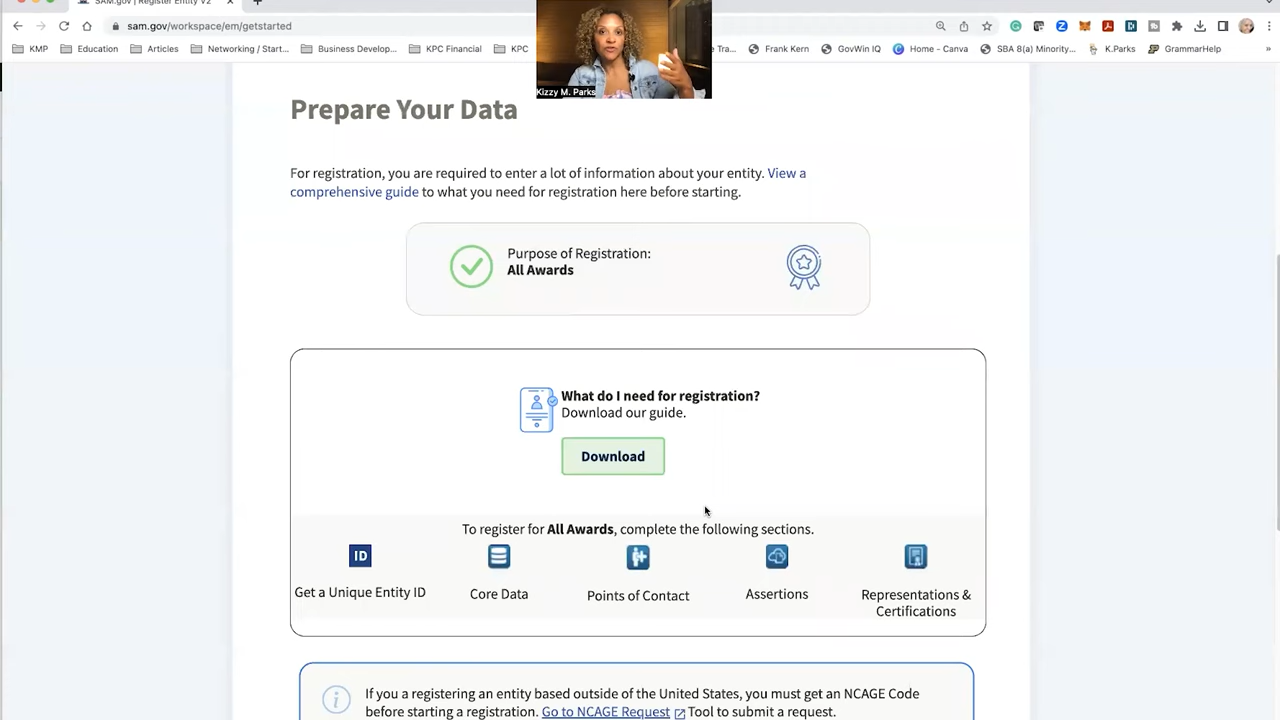 SAM.gov | Register Entity V2
sam.gov/workspace/em/getstarted
KMP
Education
Articles
Networking / Start...
Business Develop...
KPC Financial
KPC
Tra...
Frank Kern
GovWin IQ
Home - Canva
SBA 8(a) Minority...
K.Parks
GrammarHelp
»
Kizzy M. Parks
Prepare Your Data
For registration, you are required to enter a lot of information about your entity. View a
comprehensive guide to what you need for registration here before starting.
Purpose of Registration:
All Awards
What do I need for registration?
Download our guide.
Download
To register for All Awards, complete the following sections.
ID
Get a Unique Entity ID
Core Data
Points of Contact
Assertions
Representations &
Certifications
If you a registering an entity based outside of the United States, you must get an NCAGE Code
before starting a registration. Go to NCAGE Request Tool to submit a request.